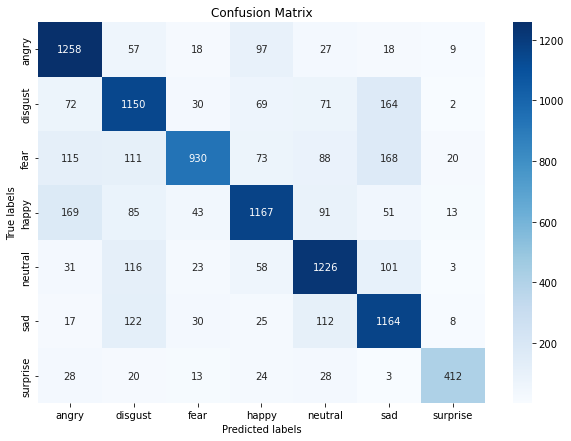 Confusion Matrix
angry 1258 57 18 97 27 18 9
disgust 72 1150 30 69 71 164 2
fear 115 111 930 73 88 168 20
happy 169 85 43 1167 91 51 13
neutral 31 116 23 58 1226 101 3
sad 17 122 30 25 112 1164 8
surprise 28 20 13 24 28 3 412
angry disgust fear happy neutral sad surprise
True labels
Predicted labels
1200
1000
800
600
400
200